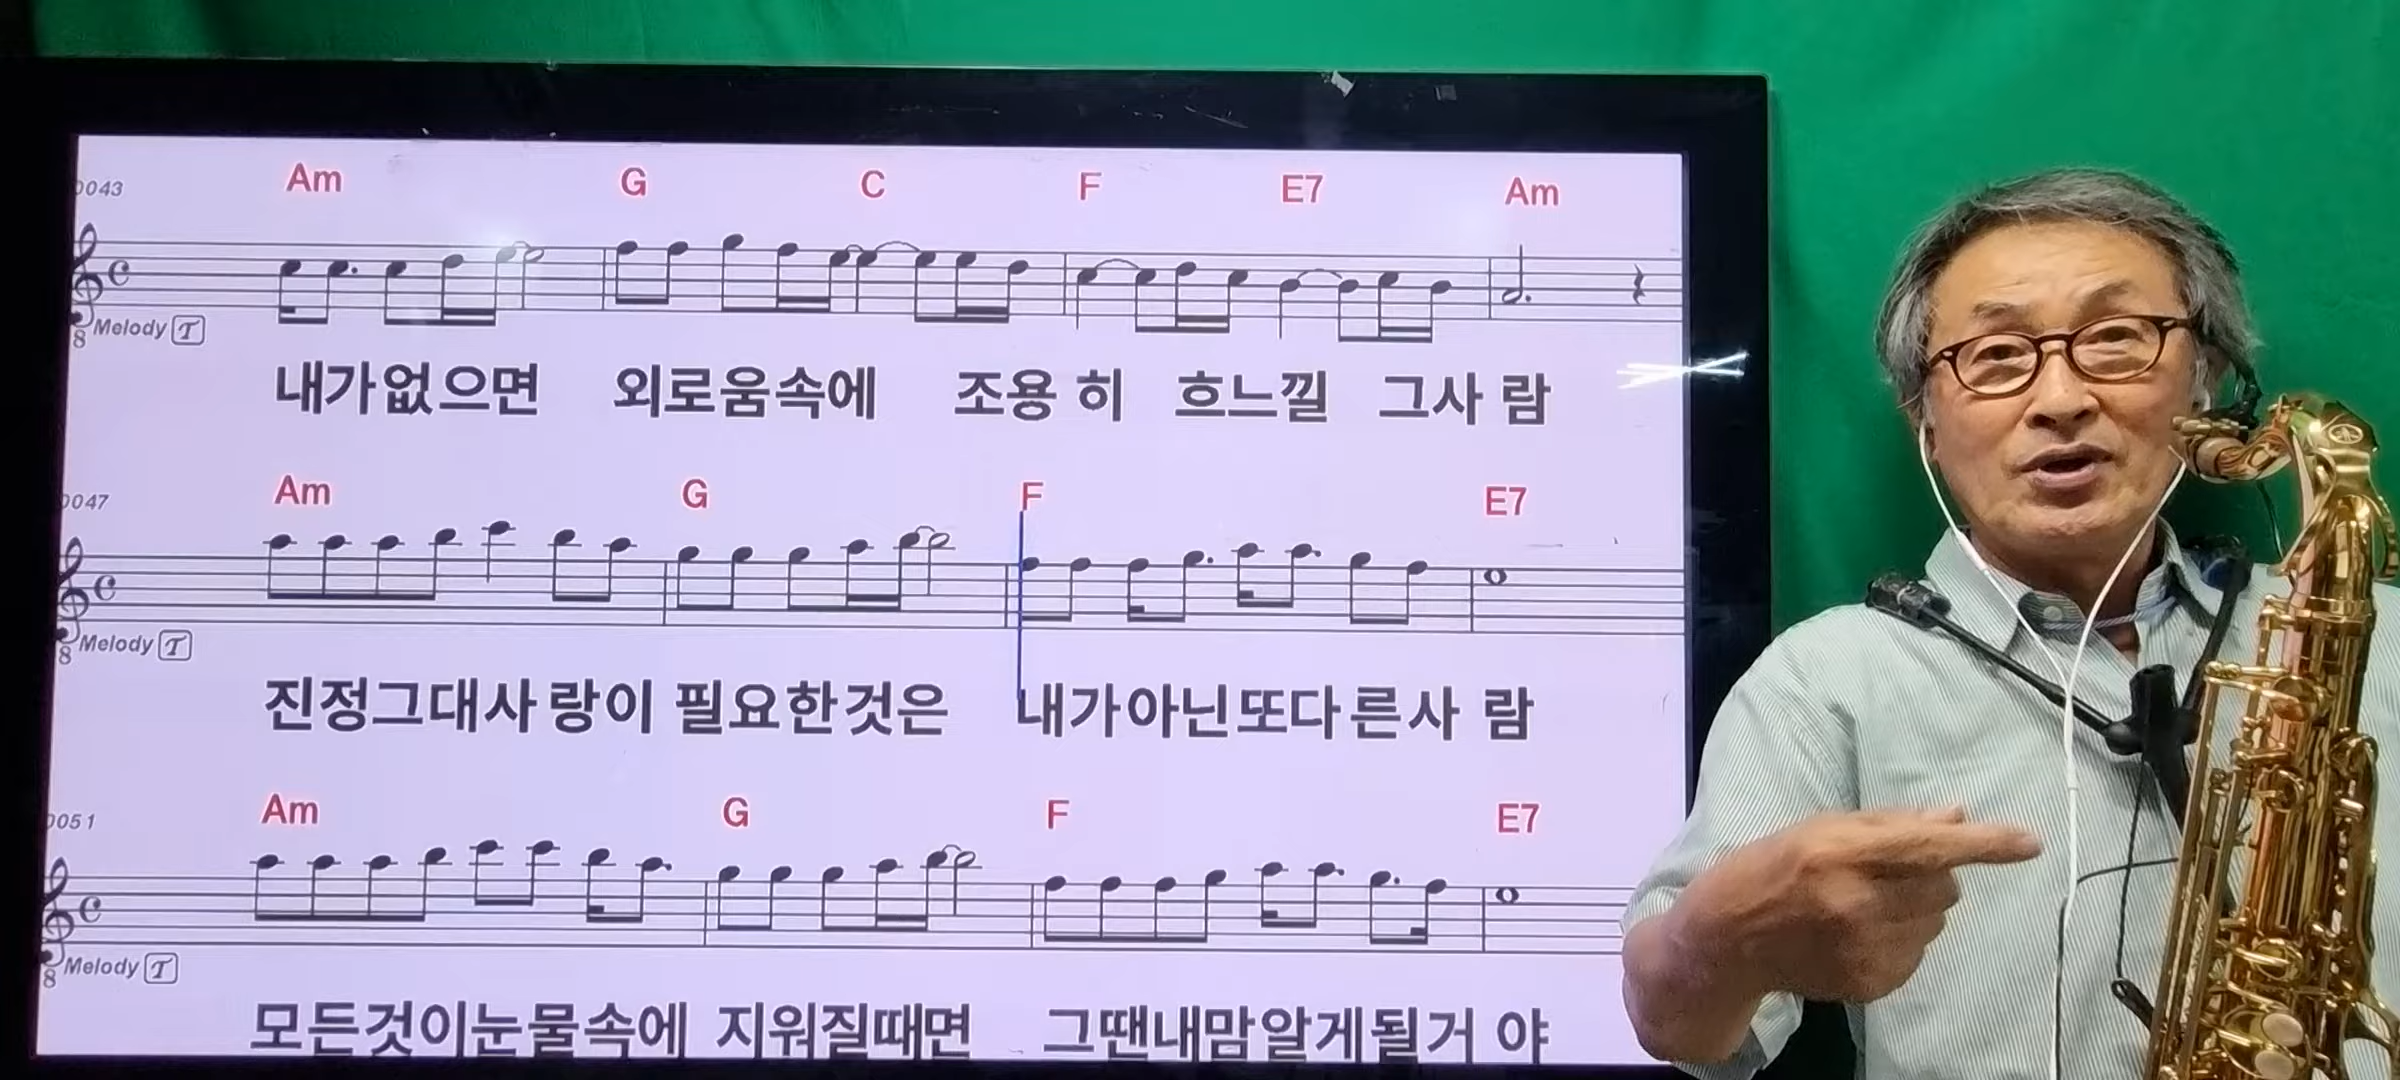 Am G C F E7 Am
0043
8 Melody T
내가없으면 외로움속에 조용 히 흐느낄 그사 람
Am G F E7
0047
8 Melody T
진정그대사 랑이 필요한것은 내가아닌또다른사 람
Am G F E7
0051
8 Melody T
모든것이눈물속에 지워질때면 그땐내맘알게될거 야